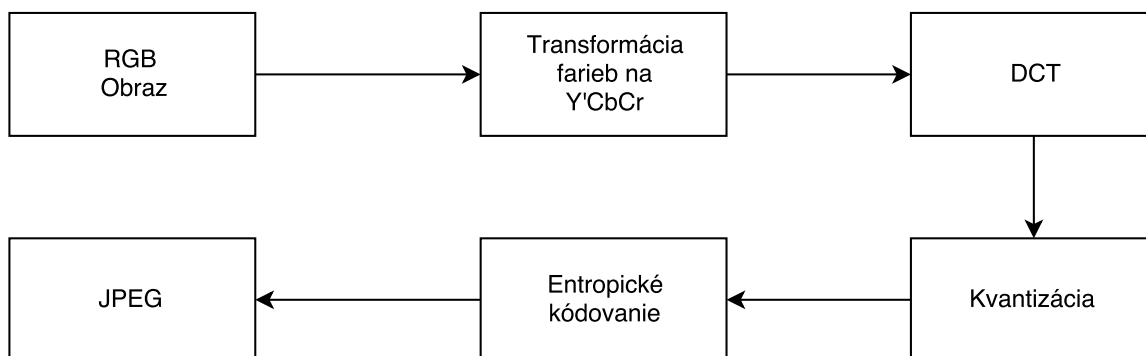 RGB
Obraz
Transformácia
farieb na
Y'CbCr
DCT
JPEG
Entropické
kódovanie
Kvantizácia